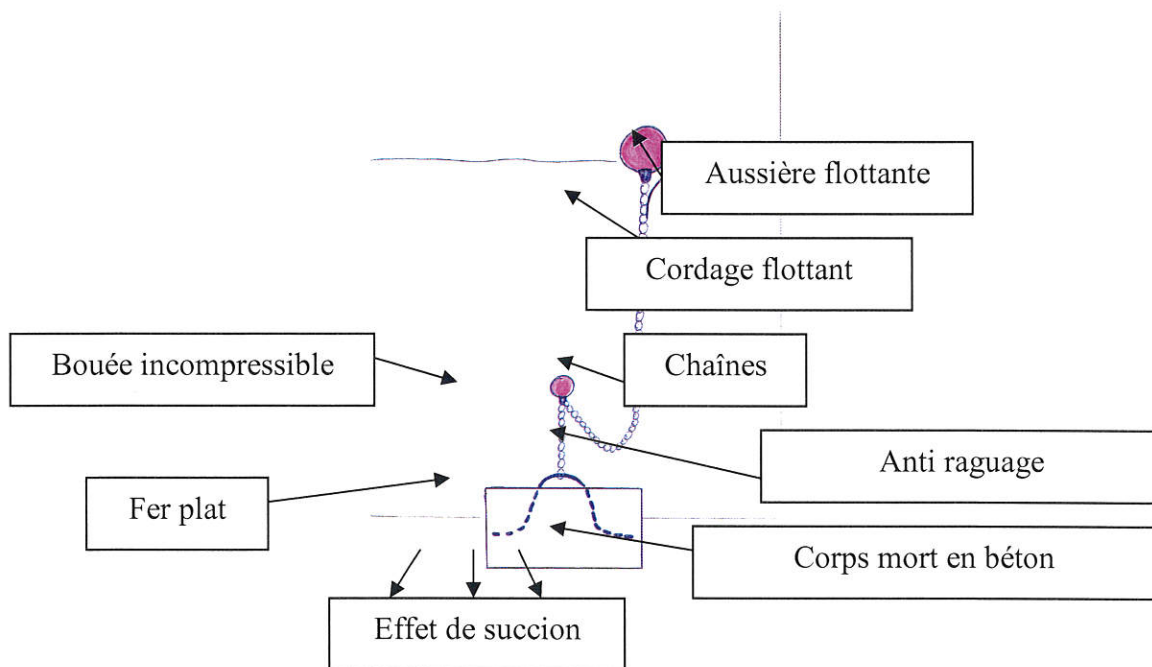 Aussière flottante
Cordage flottant
Bouée incompressible
Chaînes
Anti raguage
Fer plat
Corps mort en béton
Effet de succion